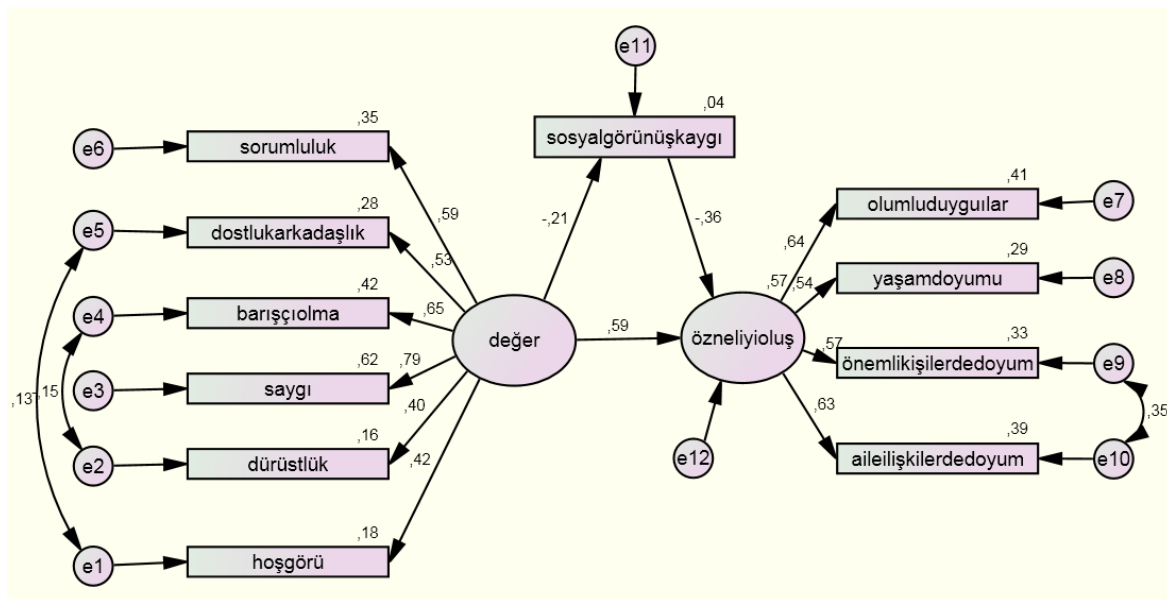 e11
,04
sosyalgörünüşkaygı
e6
,35
sorumluluk
,59
-,21
-,36
e5
,28
dostlukarkadaşlık
,53
e4
,42
barışçıolma
,65
e3
,62
saygı
,79
,13
,15
e2
,16
dürüstlük
,40
e1
,18
hoşgörü
,42
değer
,59
,57
özneliyioluş
e12
,41
olumluduyguılar
e7
,64
,29
yaşamdoyumu
e8
,54
,33
önemlikişilerdedoyum
e9
,57
,39
aileilişkilerdedoyum
e10
,63
,35